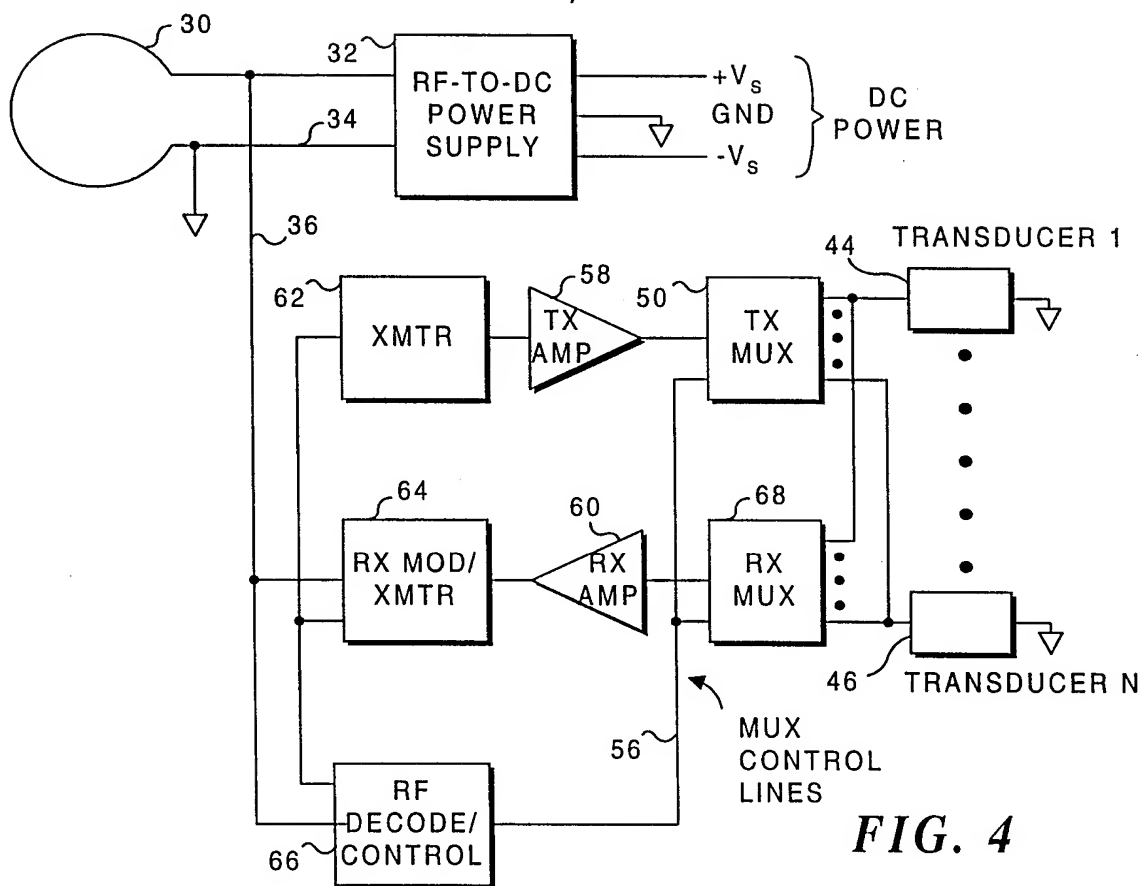 30
32
RF-TO-DC
POWER
SUPPLY
34
+Vs
GND
-Vs
DC
POWER
36
TRANSDUCER 1
44
62
XMTR
58
TX
AMP
50
TX
MUX
64
RX MOD/
XMTR
60
RX
AMP
68
RX
MUX
46
TRANSDUCER N
56
MUX
CONTROL
LINES
RF
DECODE/
CONTROL
66
FIG. 4